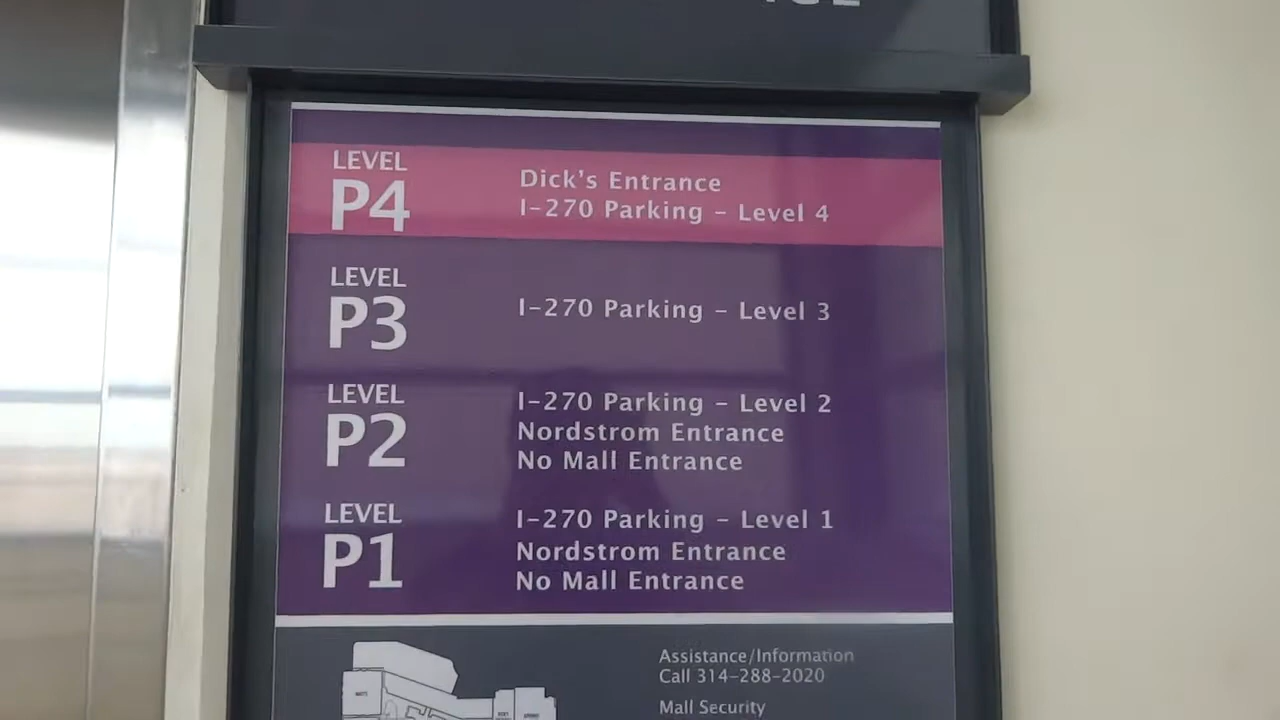 LEVEL
P4
Dick's Entrance
I-270 Parking - Level 4
LEVEL
P3
I-270 Parking - Level 3
LEVEL
P2
I-270 Parking - Level 2
Nordstrom Entrance
No Mall Entrance
LEVEL
P1
I-270 Parking - Level 1
Nordstrom Entrance
No Mall Entrance
Assistance/Information
Call 314-288-2020
Mall Security